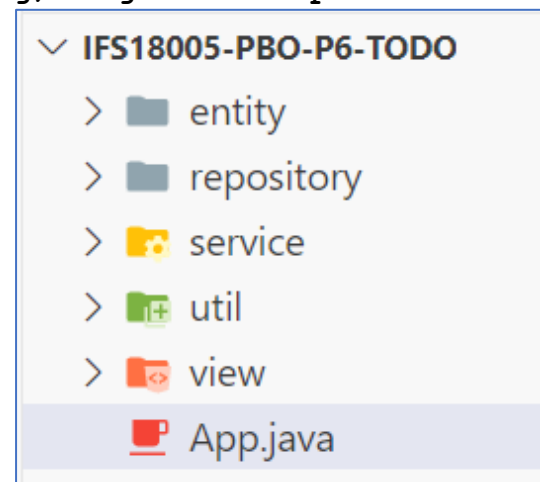 IFS18005-PBO-P6-TODO
entity
repository
service
util
view
App.java